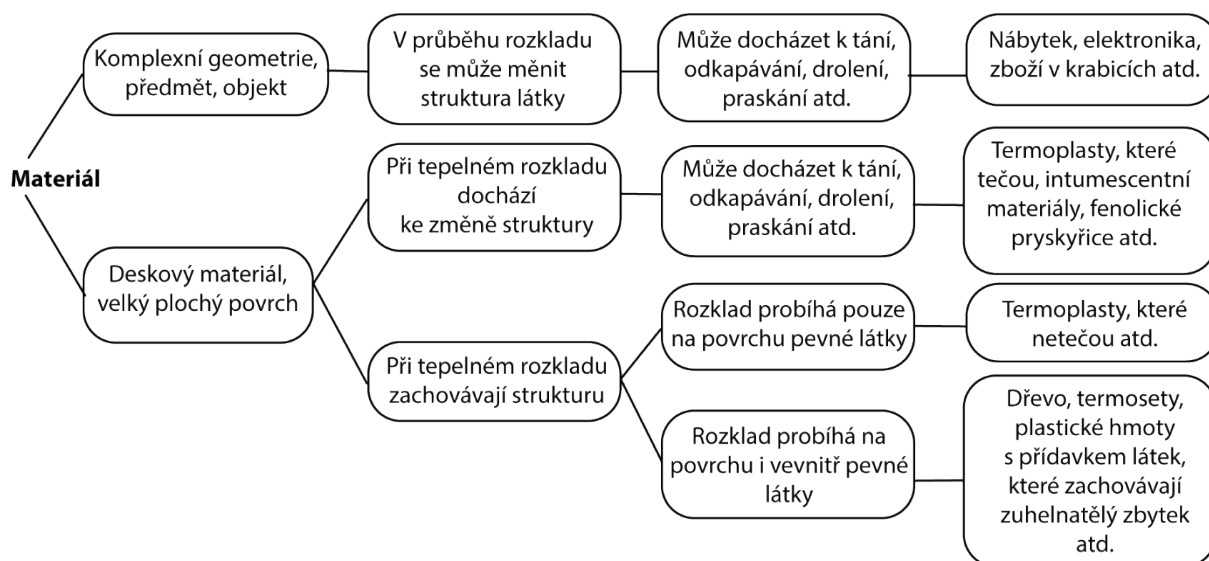 Komplexní geometrie,
předmět, objekt
V průběhu rozkladu
se může měnit
struktura látky
Může docházet k tání,
odkapávání, drolení,
praskání atd.
Nábytek, elektronika,
zboží v krabicích atd.
Materiál
Deskový materiál,
velký plochý povrch
Při tepelném rozkladu
dochází
ke změně struktury
Může docházet k tání,
odkapávání, drolení,
praskání atd.
Termoplasty, které
tečou, intumescentní
materiály, fenolické
pryskyřice atd.
Při tepelném rozkladu
zachovávají strukturu
Rozklad probíhá pouze
na povrchu pevné látky
Termoplasty, které
netečou atd.
Rozklad probíhá na
povrchu i vevnitř pevné
látky
Dřevo, termosety,
plastické hmoty
s přídavkem látek,
které zachovávají
zuhelnatělý zbytek
atd.